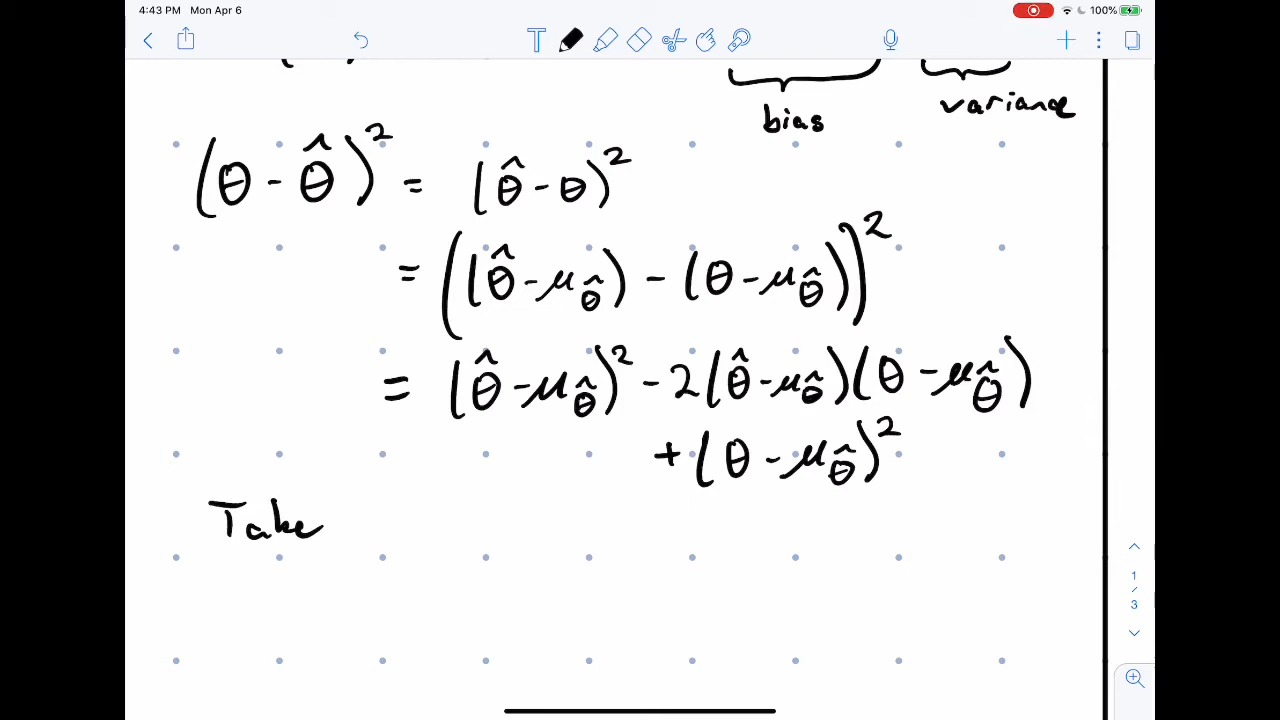 4:43 PM Mon Apr 6 100%
bias variance
(θ - θ̂)² = (θ̂ - θ)²
= ((θ̂ - μ_θ̂) - (θ - μ_θ̂))²
= (θ̂ - μ_θ̂)² - 2(θ̂ - μ_θ̂)(θ - μ_θ̂)
+ (θ - μ_θ̂)²
Take
1
/
3